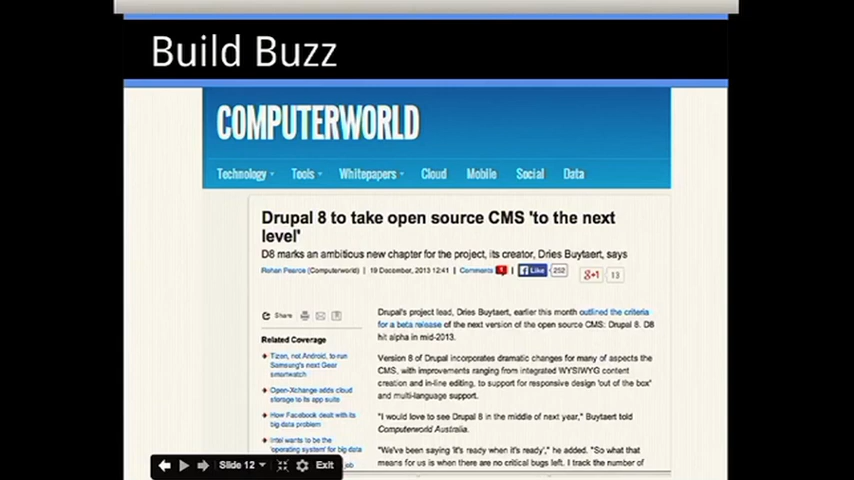 Build Buzz
COMPUTERWORLD
Technology Tools Whitepapers Cloud Mobile Social Data
Drupal 8 to take open source CMS 'to the next
level'
D8 marks an ambitious new chapter for the project, its creator, Dries Buytaert, says
Rohan Pearce (Computerworld) | 19 December, 2013 12:41 | Comments 1 | Like 252 g+1 13
Share
Related Coverage
Tizen, not Android, to run
Samsung's next Gear
smartwatch
Open-Xchange adds cloud
storage to its app suite
How Facebook dealt with its
big data problem
Intel wants to be the
'operating system' for big data
Drupal's project lead, Dries Buytaert, earlier this month outlined the criteria
for a beta release of the next version of the open source CMS: Drupal 8. D8
hit alpha in mid-2013.
Version 8 of Drupal incorporates dramatic changes for many of aspects the
CMS, with improvements ranging from integrated WYSIWYG content
creation and in-line editing, to support for responsive design 'out of the box'
and multi-language support.
"I would love to see Drupal 8 in the middle of next year," Buytaert told
Computerworld Australia.
"We've been saying 'it's ready when it's ready'," he added. "So what that
means for us is when there are no critical bugs left. I track the number of
Slide 12 Exit